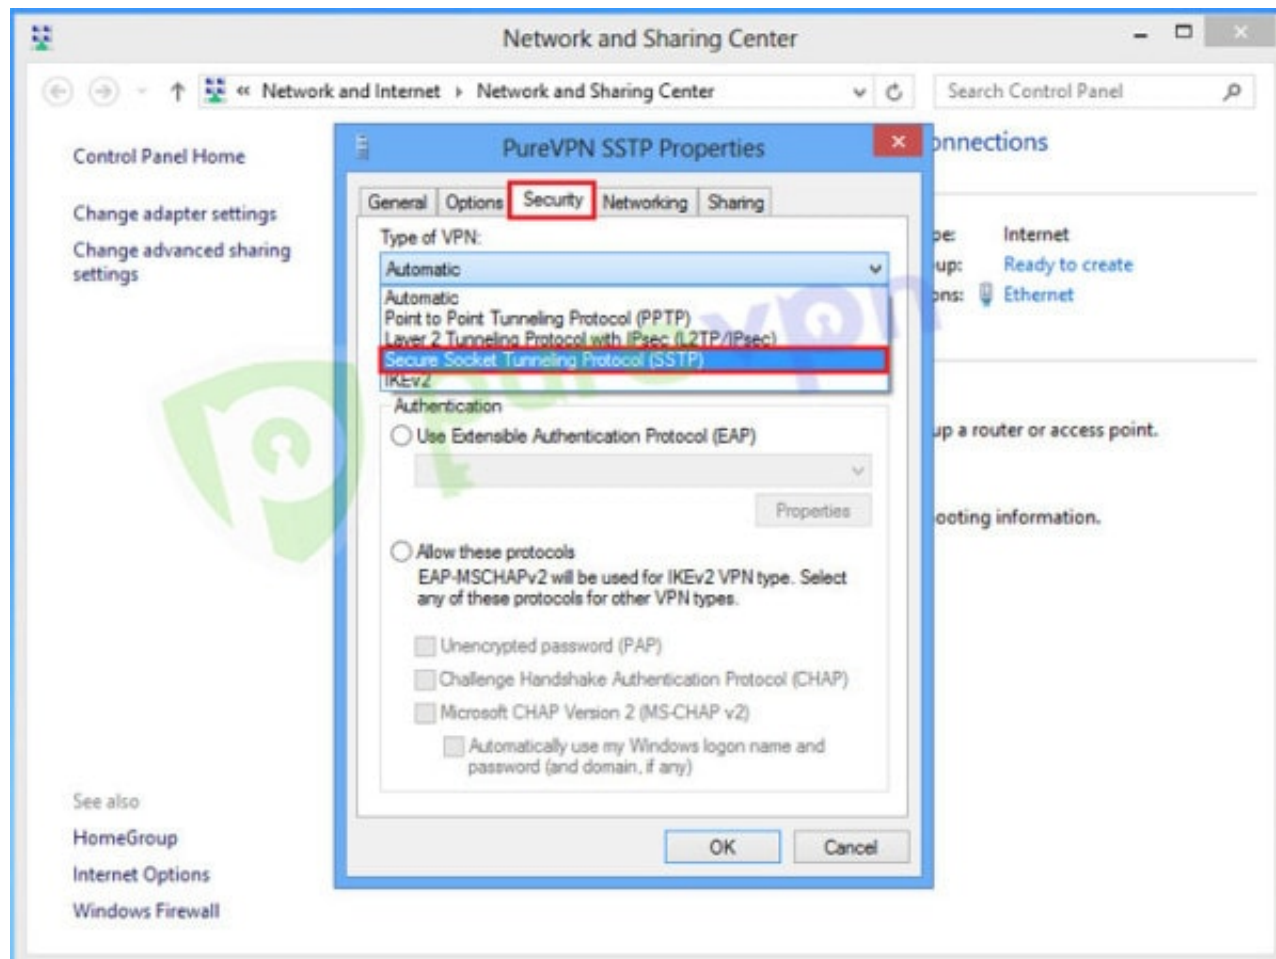 Network and Sharing Center
« Network and Internet Network and Sharing Center
Search Control Panel
Control Panel Home
Change adapter settings
Change advanced sharing
settings
See also
HomeGroup
Internet Options
Windows Firewall
PureVPN SSTP Properties
General Options Security Networking Sharing
Type of VPN:
Automatic
Automatic
Point to Point Tunneling Protocol (PPTP)
Layer 2 Tunneling Protocol with IPsec (L2TP/IPsec)
Secure Socket Tunneling Protocol (SSTP)
IKEv2
Authentication
Use Extensible Authentication Protocol (EAP)
Properties
Allow these protocols
EAP-MSCHAPv2 will be used for IKEv2 VPN type. Select
any of these protocols for other VPN types.
Unencrypted password (PAP)
Challenge Handshake Authentication Protocol (CHAP)
Microsoft CHAP Version 2 (MS-CHAP v2)
Automatically use my Windows logon name and
password (and domain, if any)
OK Cancel
onnections
pe: Internet
up: Ready to create
ons: Ethernet
up a router or access point.
ooting information.
purevpn